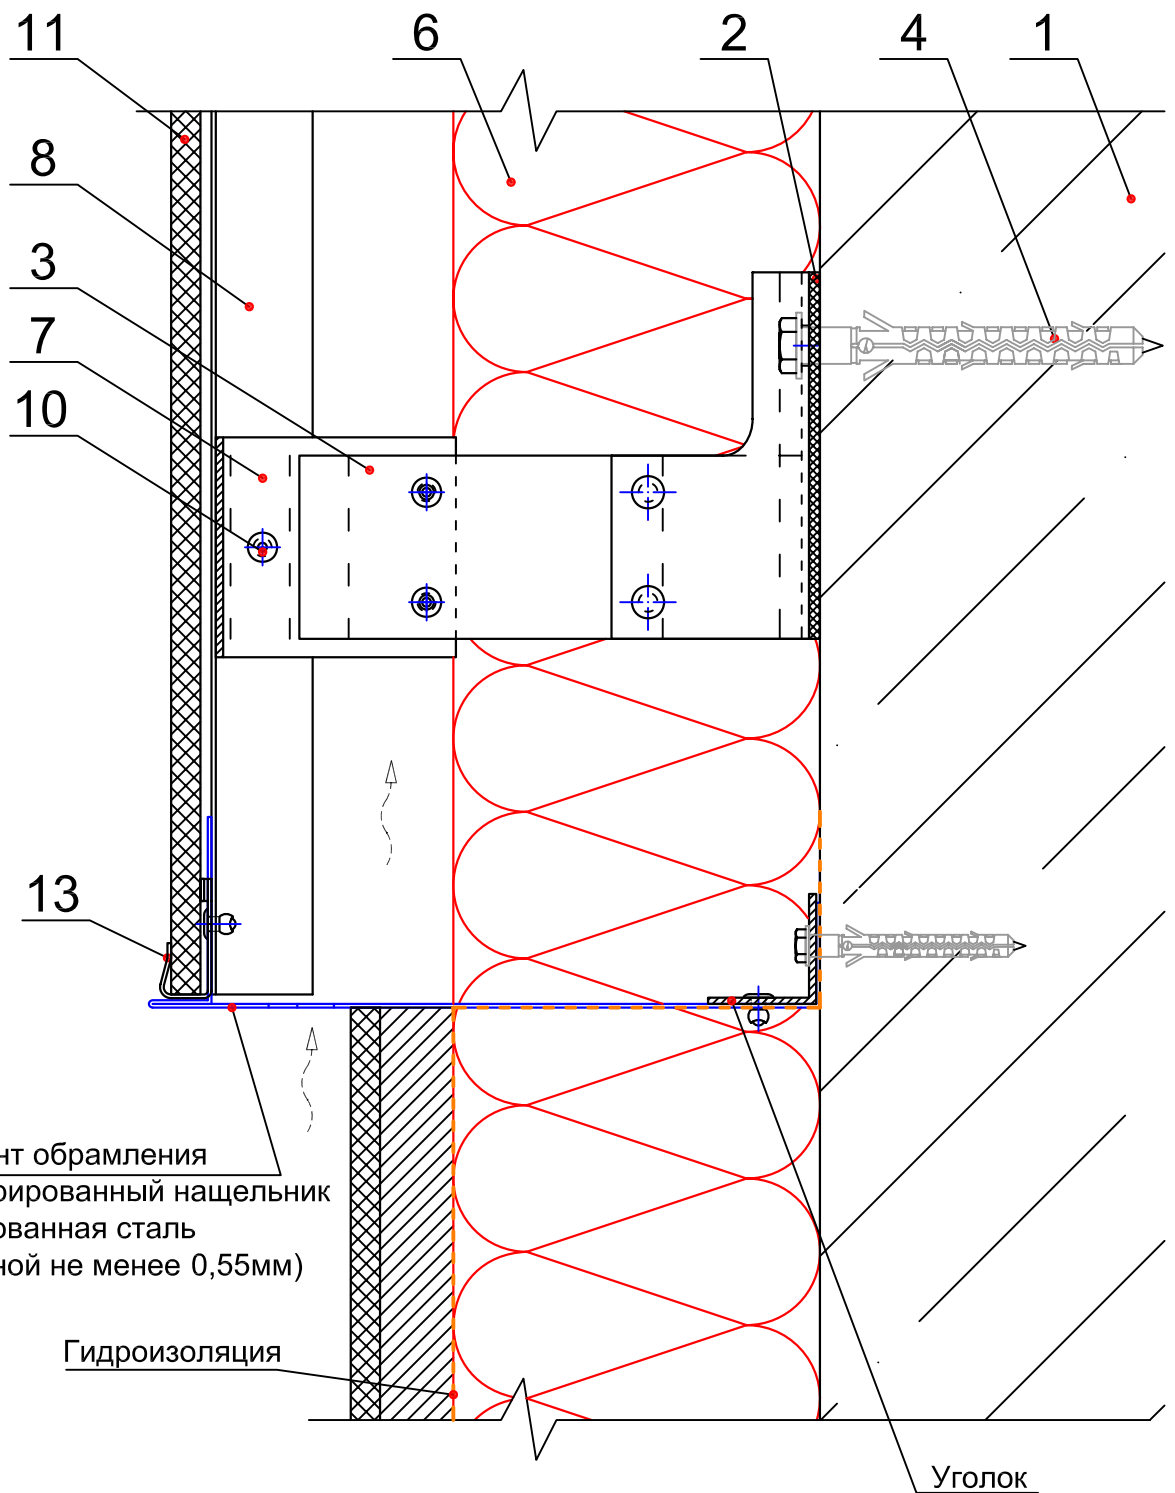 11
6
2
4
1
8
3
7
10
13
нт обрамления
рированный нащельник
ованная сталь
ной не менее 0,55мм)
Гидроизоляция
Уголок